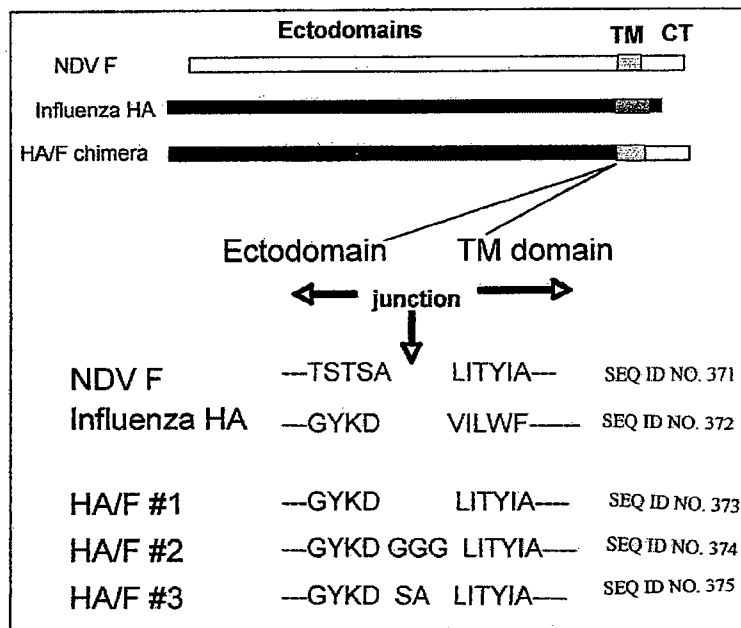 Ectodomains TM CT
NDV F
Influenza HA
HA/F chimera
Ectodomain TM domain
junction
NDV F ---TSTSA LITYIA--- SEQ ID NO. 371
Influenza HA ---GYKD VILWF---- SEQ ID NO. 372
HA/F #1 ---GYKD LITYIA---- SEQ ID NO. 373
HA/F #2 ---GYKD GGG LITYIA---- SEQ ID NO. 374
HA/F #3 ---GYKD SA LITYIA---- SEQ ID NO. 375